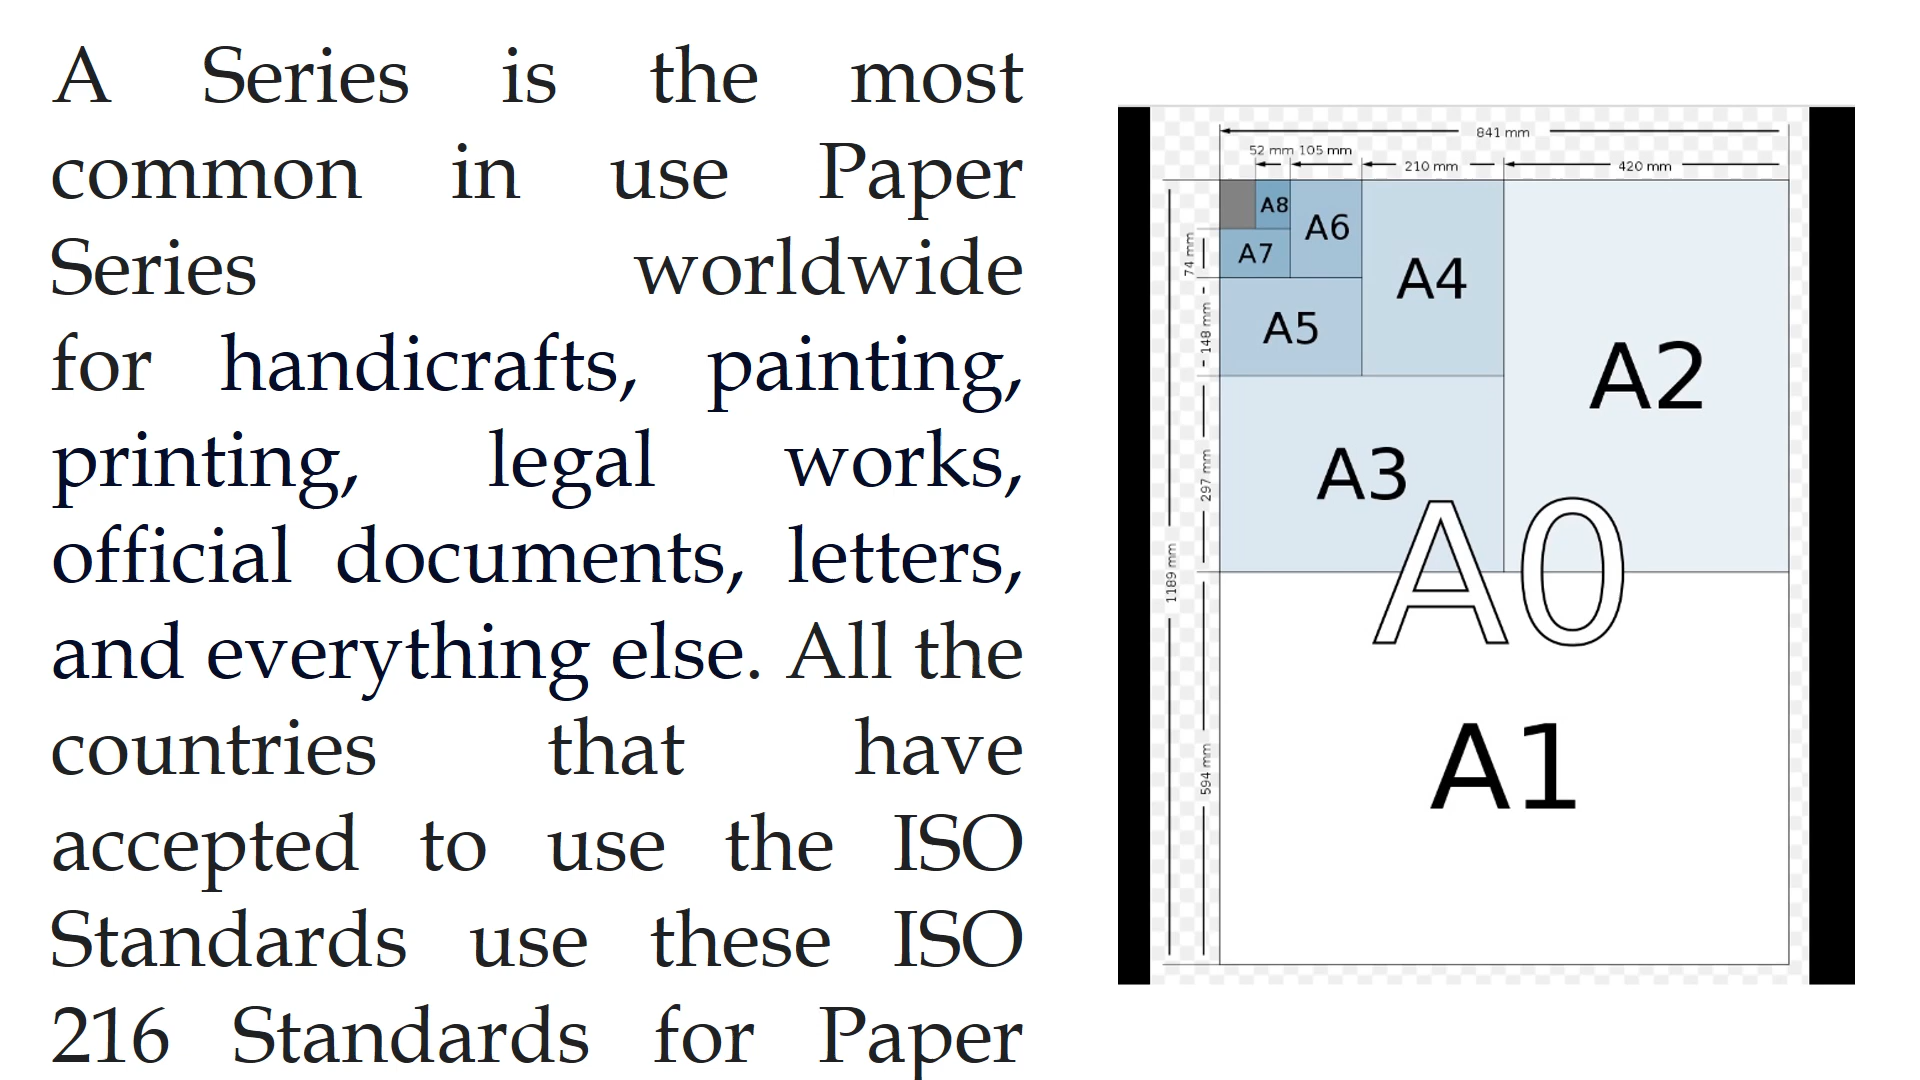 A Series is the most
common in use Paper
Series worldwide
for handicrafts, painting,
printing, legal works,
official documents, letters,
and everything else. All the
countries that have
accepted to use the ISO
Standards use these ISO
216 Standards for Paper
841 mm
52 mm 105 mm
210 mm
420 mm
A8
A6
A7
A4
A5
A2
A3
A0
A1
74 mm
148 mm
297 mm
1189 mm
594 mm